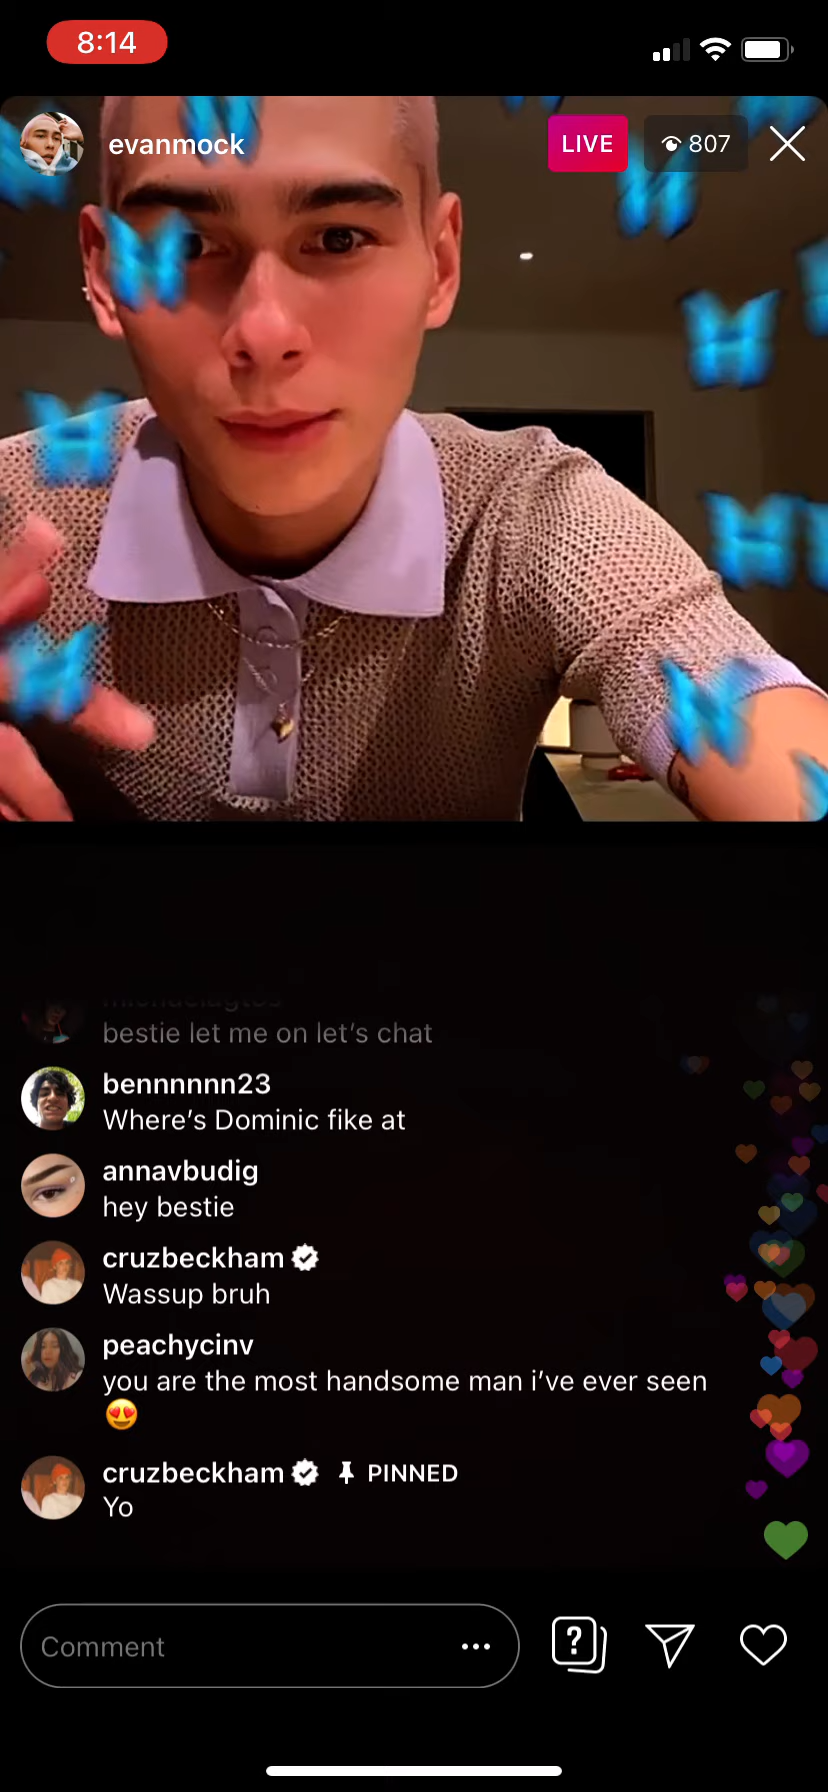 8:14
evanmock
LIVE
807
bestie let me on let's chat
bennnnnn23
Where's Dominic fike at
annavbudig
hey bestie
cruzbeckham
Wassup bruh
peachycinv
you are the most handsome man i've ever seen
😍
cruzbeckham PINNED
Yo
Comment